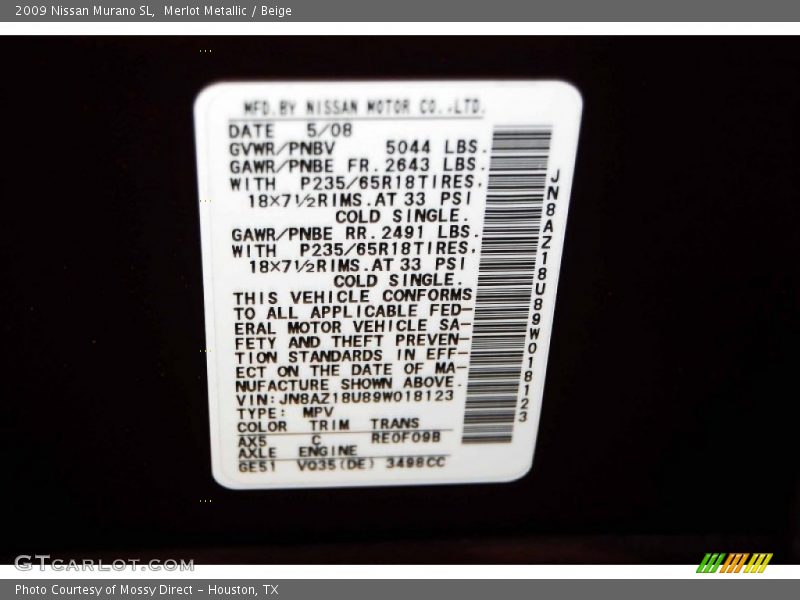 2009 Nissan Murano SL,  Merlot Metallic / Beige
MFD.BY NISSAN MOTOR CO.,LTD.
DATE 5/08
GVWR/PNBV 5044 LBS.
GAWR/PNBE FR.2643 LBS.
WITH P235/65R18TIRES.
18×7½RIMS.AT 33 PSI
COLD SINGLE.
GAWR/PNBE RR.2491 LBS.
WITH P235/65R18TIRES.
18×7½RIMS.AT 33 PSI
COLD SINGLE.
THIS VEHICLE CONFORMS
TO ALL APPLICABLE FED-
ERAL MOTOR VEHICLE SA-
FETY AND THEFT PREVEN-
TION STANDARDS IN EFF-
ECT ON THE DATE OF MA-
NUFACTURE SHOWN ABOVE.
VIN:JN8AZ18U89W018123
TYPE: MPV
COLOR TRIM TRANS
AX5 C RE0F09B
AXLE ENGINE
GE51 VQ35(DE) 3498CC
JN8AZ18U89W018123
GTCARLOT.COM
Photo Courtesy of Mossy Direct – Houston, TX